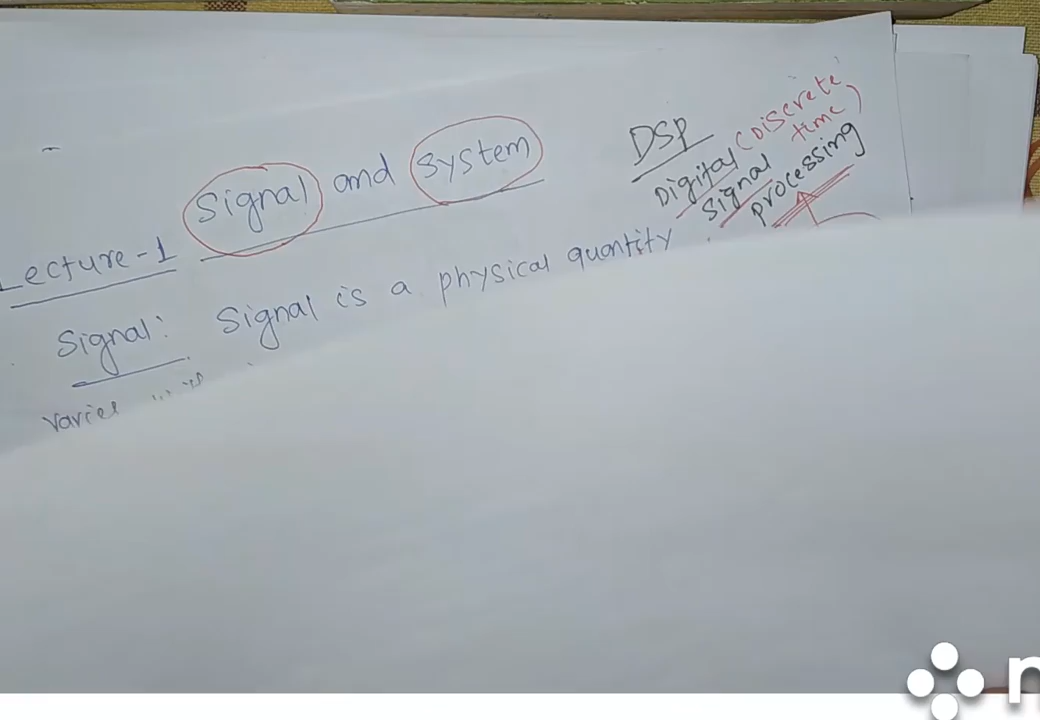 DSP
Digital (Discrete
Signal time)
processing
Lecture-1 Signal and System
Signal: Signal is a physical quantity
varies